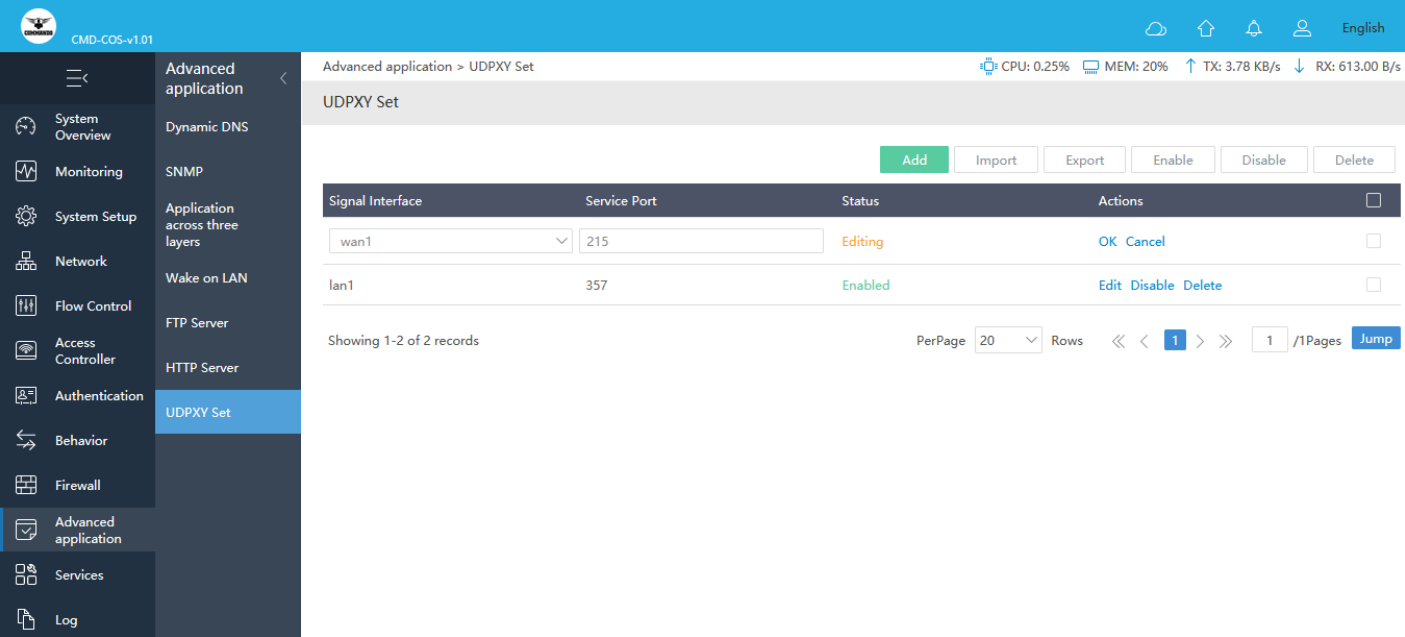 COMMANDO
CMD-COS-v1.01
English
Advanced application
Dynamic DNS
SNMP
Application across three layers
Wake on LAN
FTP Server
HTTP Server
UDPXY Set
System Overview
Monitoring
System Setup
Network
Flow Control
Access Controller
Authentication
Behavior
Firewall
Advanced application
Services
Log
Advanced application > UDPXY Set
CPU: 0.25% MEM: 20% TX: 3.78 KB/s RX: 613.00 B/s
UDPXY Set
Add Import Export Enable Disable Delete
Signal Interface Service Port Status Actions
wan1 215 Editing OK Cancel
lan1 357 Enabled Edit Disable Delete
Showing 1-2 of 2 records PerPage 20 Rows 1 1 /1Pages Jump